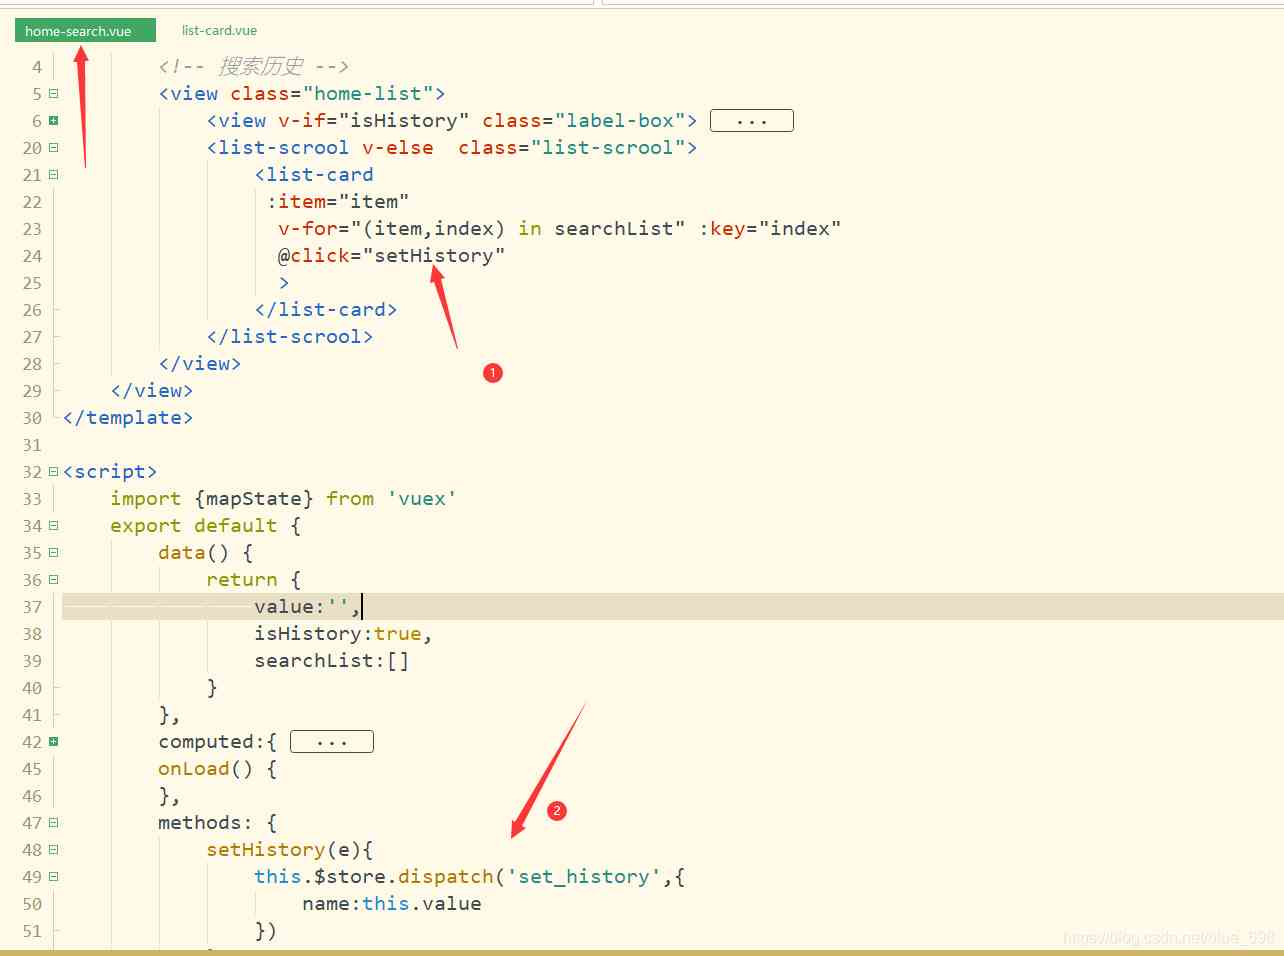 home-search.vue list-card.vue
4 <!-- 搜索历史 -->
5 <view class="home-list">
6 <view v-if="isHistory" class="label-box"> ...
20 <list-scrool v-else  class="list-scrool">
21 <list-card
22 :item="item"
23 v-for="(item,index) in searchList" :key="index"
24 @click="setHistory"
25 >
26 </list-card>
27 </list-scrool>
28 </view>
1
29 </view>
30 </template>
31
32 <script>
33 import {mapState} from 'vuex'
34 export default {
35 data() {
36 return {
37 value:'',
38 isHistory:true,
39 searchList:[]
40 }
41 },
42 computed:{ ...
45 onLoad() {
46 },
2
47 methods: {
48 setHistory(e){
49 this.$store.dispatch('set_history',{
50 name:this.value
51 })
https://blog.csdn.net/blue_698